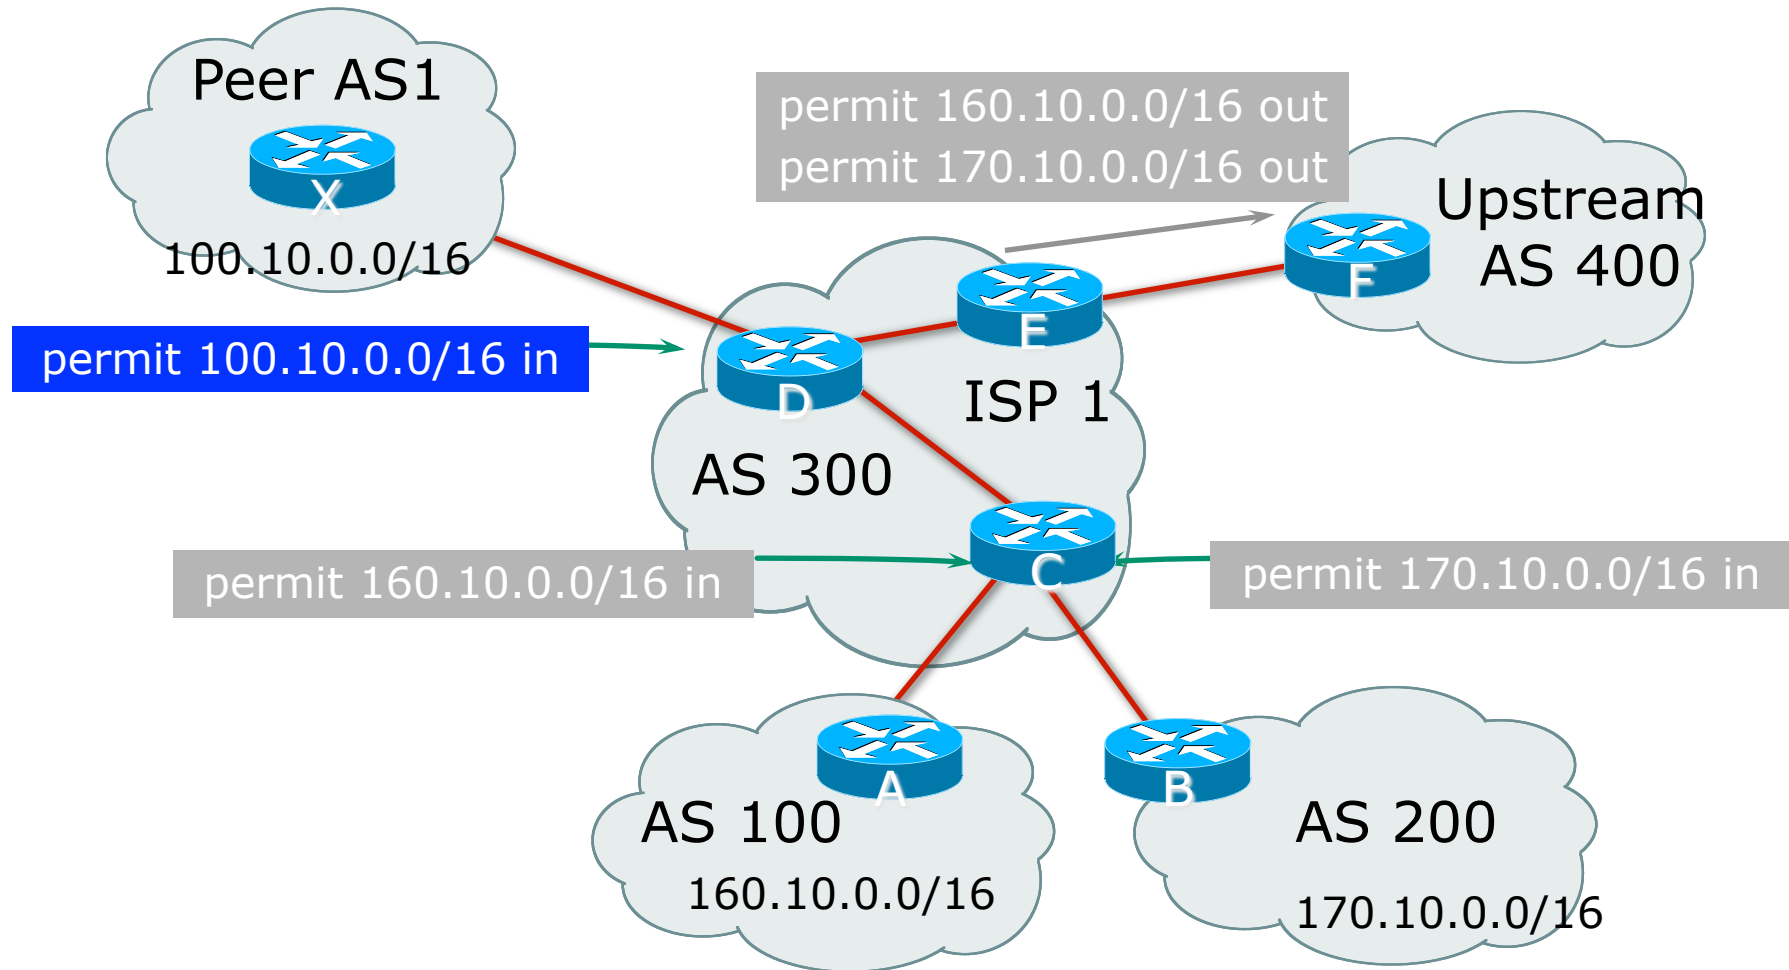 Peer AS1
X
100.10.0.0/16
permit 160.10.0.0/16 out
permit 170.10.0.0/16 out
Upstream
AS 400
F
E
permit 100.10.0.0/16 in
D
ISP 1
AS 300
C
permit 160.10.0.0/16 in
permit 170.10.0.0/16 in
A
B
AS 100
AS 200
160.10.0.0/16
170.10.0.0/16